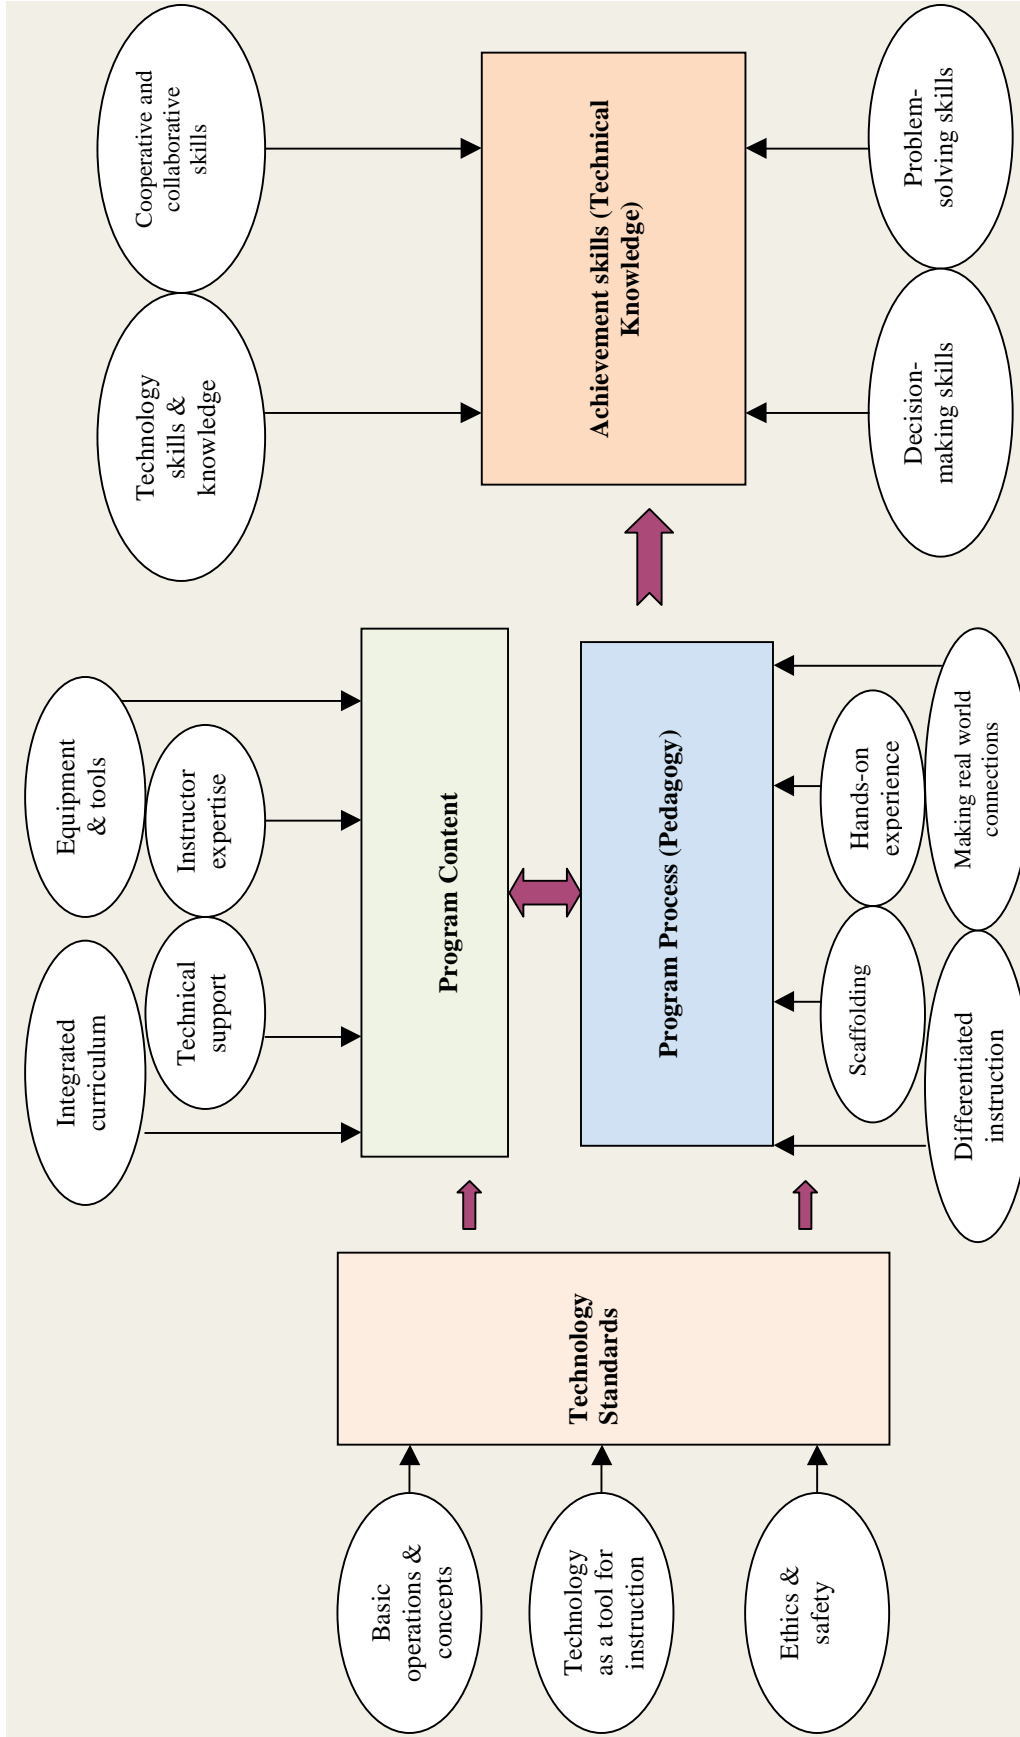 Basic
operations &
concepts
Technology
as a tool for
instruction
Ethics &
safety
Technology
Standards
Integrated
curriculum
Technical
support
Instructor
expertise
Equipment
& tools
Program Content
Program Process (Pedagogy)
Differentiated
instruction
Scaffolding
Hands-on
experience
Making real world
connections
Technology
skills &
knowledge
Cooperative and
collaborative
skills
Achievement skills (Technical
Knowledge)
Decision-
making skills
Problem-
solving skills